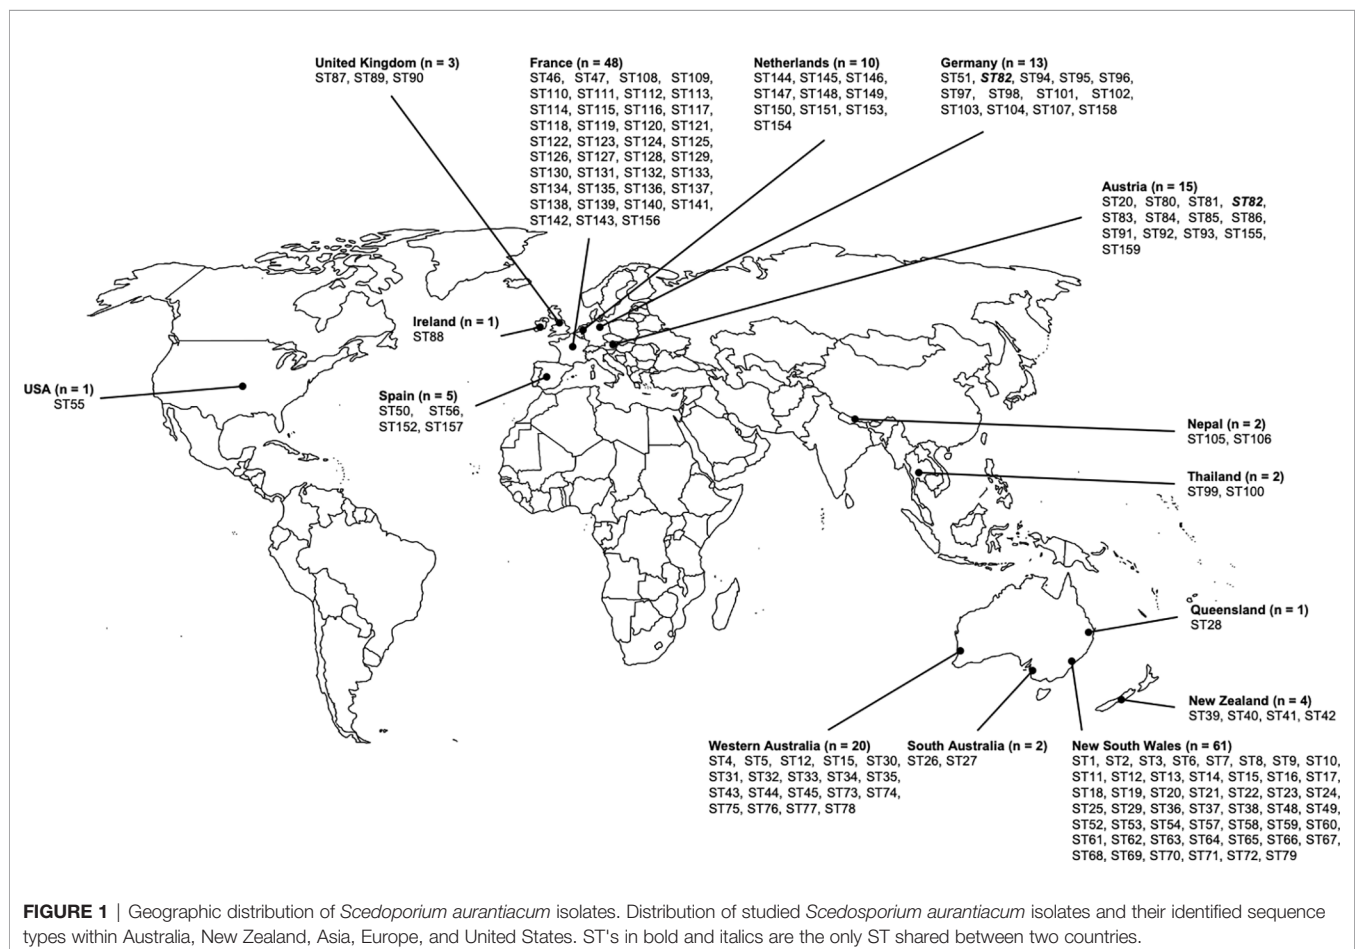 United Kingdom (n = 3)
ST87, ST89, ST90
France (n = 48)
ST46, ST47, ST108, ST109,
ST110, ST111, ST112, ST113,
ST114, ST115, ST116, ST117,
ST118, ST119, ST120, ST121,
ST122, ST123, ST124, ST125,
ST126, ST127, ST128, ST129,
ST130, ST131, ST132, ST133,
ST134, ST135, ST136, ST137,
ST138, ST139, ST140, ST141,
ST142, ST143, ST156
Netherlands (n = 10)
ST144, ST145, ST146,
ST147, ST148, ST149,
ST150, ST151, ST153,
ST154
Germany (n = 13)
ST51, ST82, ST94, ST95, ST96,
ST97, ST98, ST101, ST102,
ST103, ST104, ST107, ST158
Austria (n = 15)
ST20, ST80, ST81, ST82,
ST83, ST84, ST85, ST86,
ST91, ST92, ST93, ST155,
ST159
Ireland (n = 1)
ST88
USA (n = 1)
ST55
Spain (n = 5)
ST50, ST56,
ST152, ST157
Nepal (n = 2)
ST105, ST106
Thailand (n = 2)
ST99, ST100
Queensland (n = 1)
ST28
New Zealand (n = 4)
ST39, ST40, ST41, ST42
Western Australia (n = 20)
ST4, ST5, ST12, ST15, ST30,
ST31, ST32, ST33, ST34, ST35,
ST43, ST44, ST45, ST73, ST74,
ST75, ST76, ST77, ST78
South Australia (n = 2)
ST26, ST27
New South Wales (n = 61)
ST1, ST2, ST3, ST6, ST7, ST8, ST9, ST10,
ST11, ST12, ST13, ST14, ST15, ST16, ST17,
ST18, ST19, ST20, ST21, ST22, ST23, ST24,
ST25, ST29, ST36, ST37, ST38, ST48, ST49,
ST52, ST53, ST54, ST57, ST58, ST59, ST60,
ST61, ST62, ST63, ST64, ST65, ST66, ST67,
ST68, ST69, ST70, ST71, ST72, ST79
FIGURE 1 | Geographic distribution of Scedoporium aurantiacum isolates. Distribution of studied Scedosporium aurantiacum isolates and their identified sequence
types within Australia, New Zealand, Asia, Europe, and United States. ST's in bold and italics are the only ST shared between two countries.